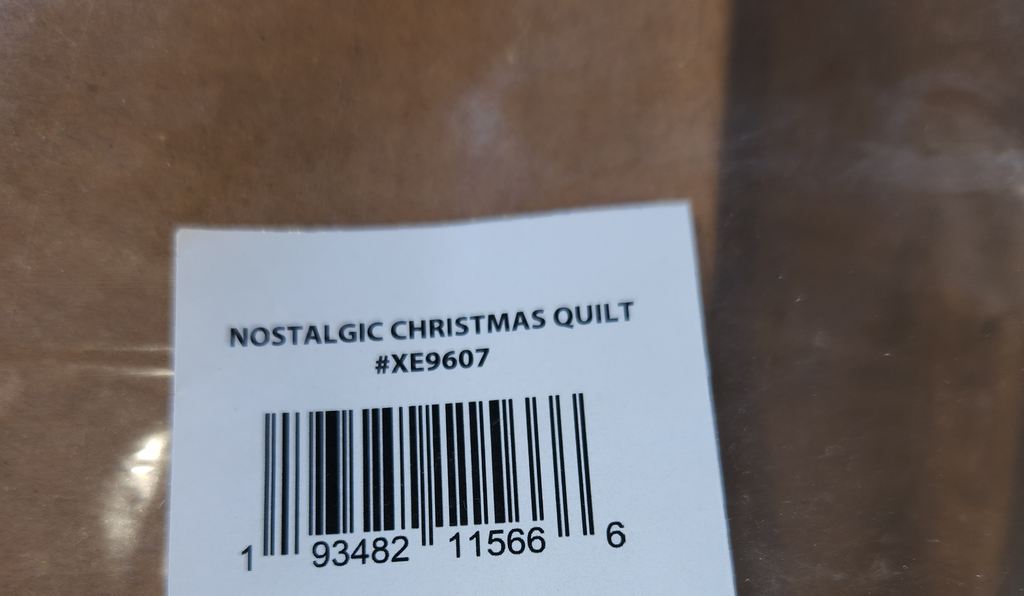 NOSTALGIC CHRISTMAS QUILT
#XE9607
1 93482 11566 6